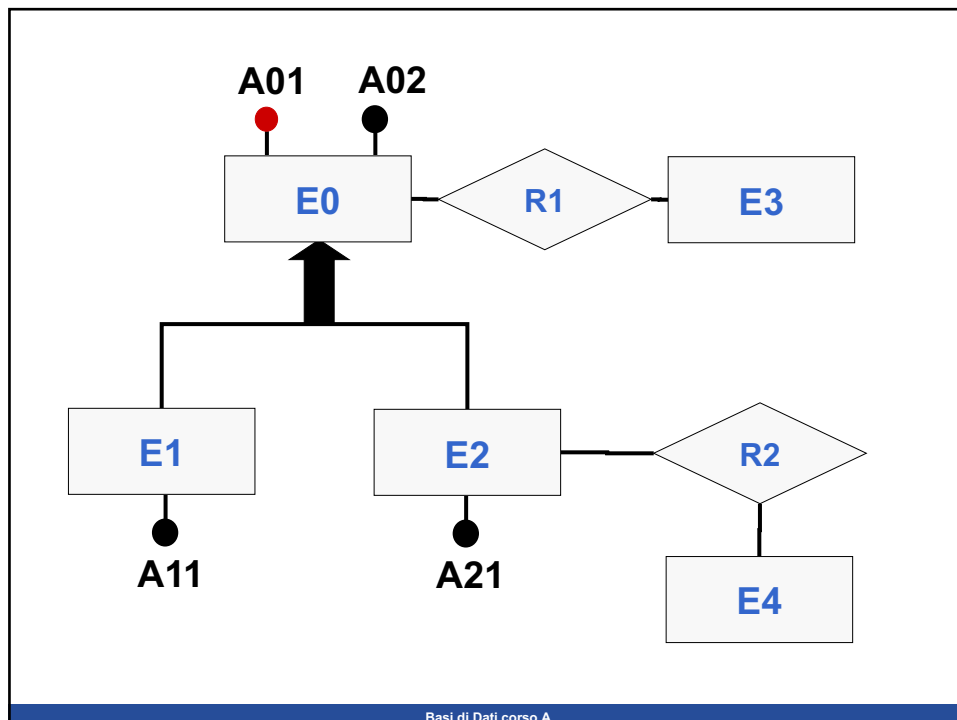 A01 A02
E0 R1 E3
E1 E2 R2
A11 A21
E4
Basi di Dati corso A